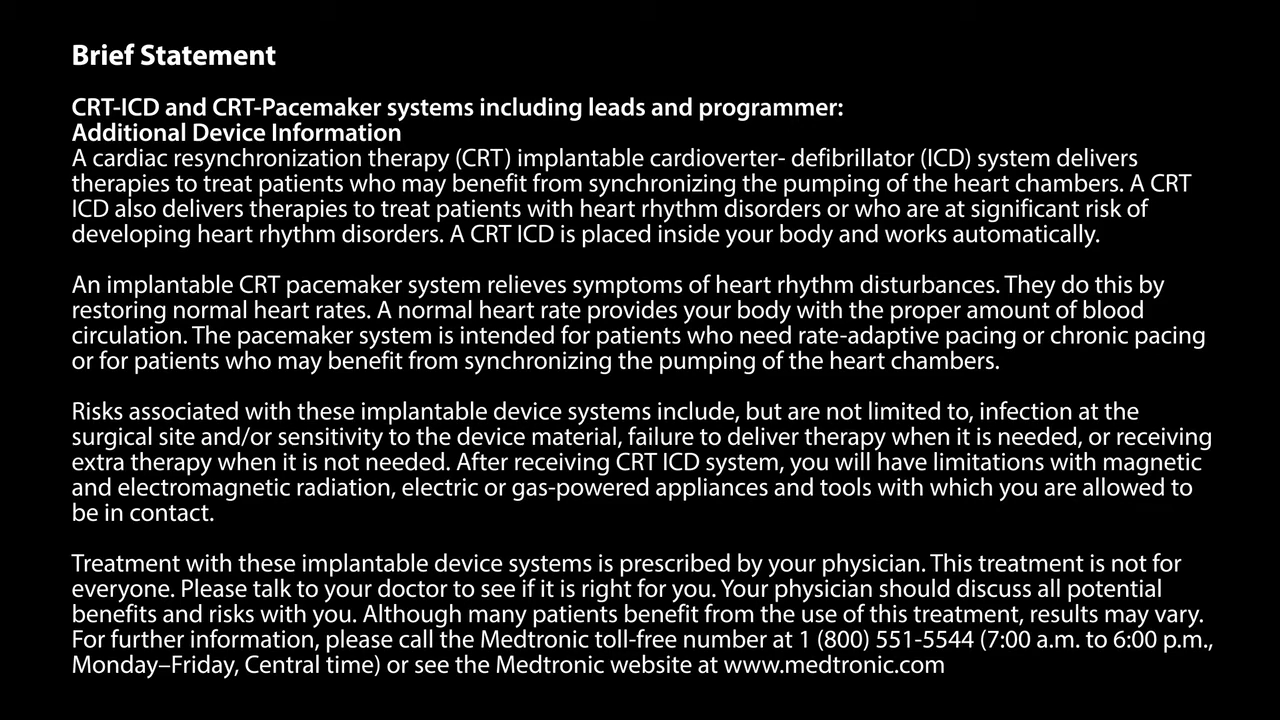 Brief Statement
CRT-ICD and CRT-Pacemaker systems including leads and programmer:
Additional Device Information
A cardiac resynchronization therapy (CRT) implantable cardioverter- defibrillator (ICD) system delivers
therapies to treat patients who may benefit from synchronizing the pumping of the heart chambers. A CRT
ICD also delivers therapies to treat patients with heart rhythm disorders or who are at significant risk of
developing heart rhythm disorders. A CRT ICD is placed inside your body and works automatically.
An implantable CRT pacemaker system relieves symptoms of heart rhythm disturbances. They do this by
restoring normal heart rates. A normal heart rate provides your body with the proper amount of blood
circulation. The pacemaker system is intended for patients who need rate-adaptive pacing or chronic pacing
or for patients who may benefit from synchronizing the pumping of the heart chambers.
Risks associated with these implantable device systems include, but are not limited to, infection at the
surgical site and/or sensitivity to the device material, failure to deliver therapy when it is needed, or receiving
extra therapy when it is not needed. After receiving CRT ICD system, you will have limitations with magnetic
and electromagnetic radiation, electric or gas-powered appliances and tools with which you are allowed to
be in contact.
Treatment with these implantable device systems is prescribed by your physician. This treatment is not for
everyone. Please talk to your doctor to see if it is right for you. Your physician should discuss all potential
benefits and risks with you. Although many patients benefit from the use of this treatment, results may vary.
For further information, please call the Medtronic toll-free number at 1 (800) 551-5544 (7:00 a.m. to 6:00 p.m.,
Monday–Friday, Central time) or see the Medtronic website at www.medtronic.com